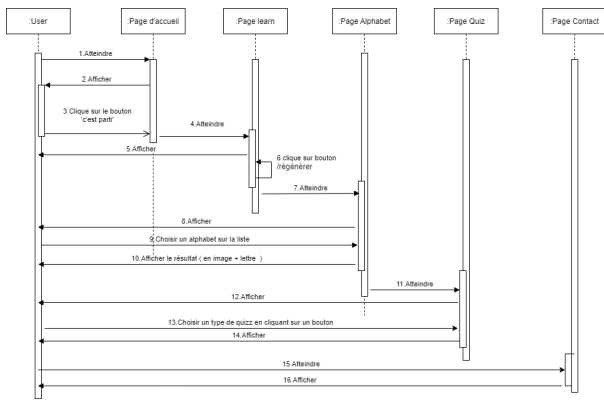 :User
:Page d'accueil
:Page learn
:Page Alphabet
:Page Quiz
:Page Contact
1.Atteindre
2.Afficher
3.Clique sur le bouton
'c'est parti'
4.Atteindre
5.Afficher
6.clique sur bouton
//régénérer
7.Atteindre
8.Afficher
9.Choisir un alphabet sur la liste
10.Afficher le résultat ( en image + lettre )
11.Atteindre
12.Afficher
13.Choisir un type de quizz en cliquant sur un bouton
14.Afficher
15.Atteindre
16.Afficher